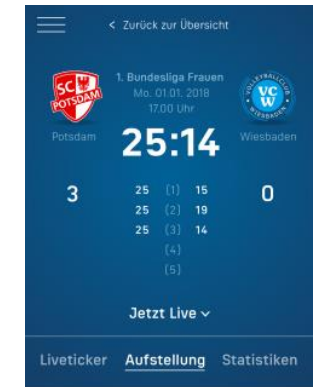 < Zurück zur Übersicht
1. Bundesliga Frauen
Mo. 01.01. 2018
17.00 Uhr
SC
POTSDAM
VOLLEYBALLCLUB
VC
W
WIESBADEN
Potsdam
25:14
Wiesbaden
3
0
25 (1) 15
25 (2) 19
25 (3) 14
(4)
(5)
Jetzt Live
Liveticker Aufstellung Statistiken